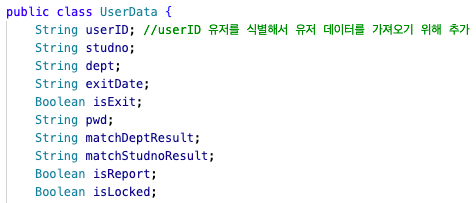 public class UserData {
String userID; //userID 유저를 식별해서 유저 데이터를 가져오기 위해 추가
String studno;
String dept;
String exitDate;
Boolean isExit;
String pwd;
String matchDeptResult;
String matchStudnoResult;
Boolean isReport;
Boolean isLocked;